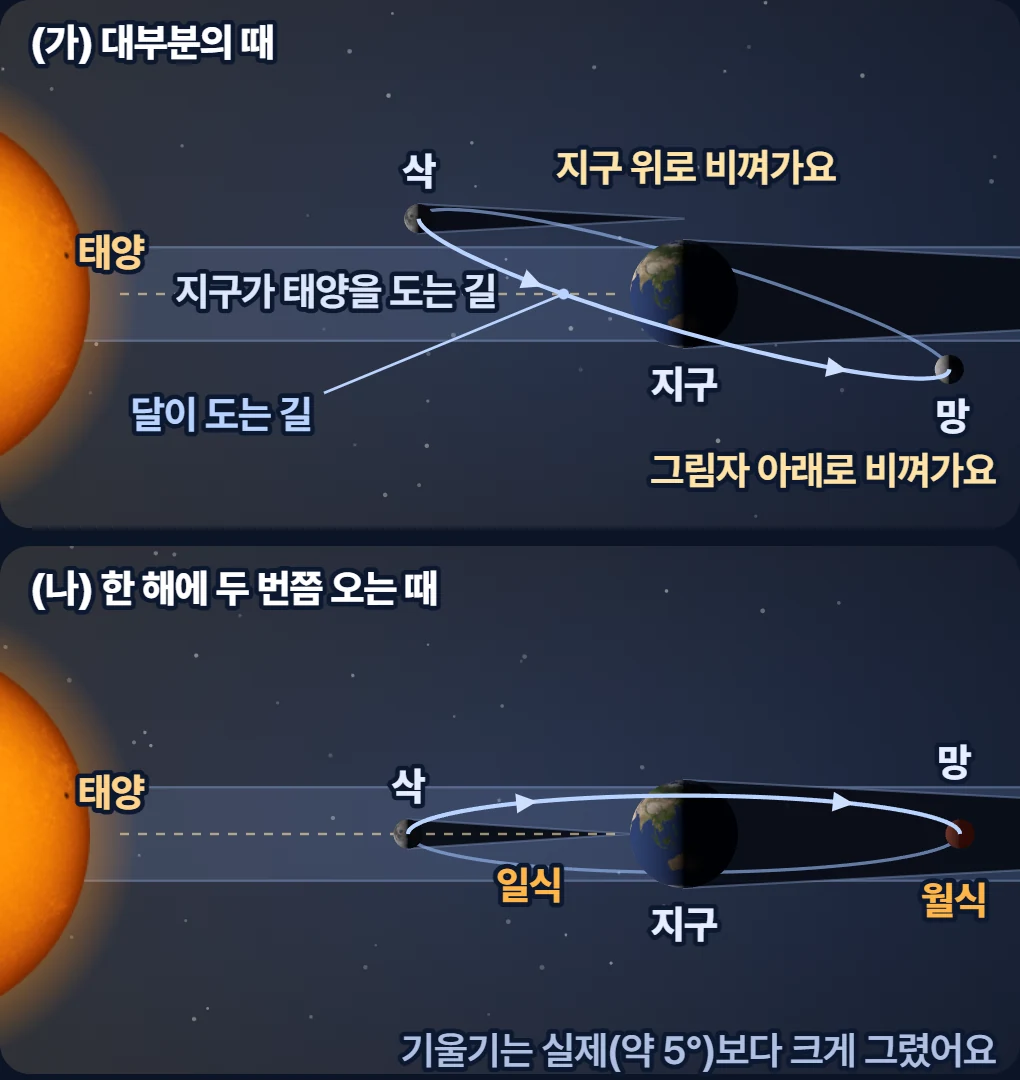 (가) 대부분의 때
삭
지구 위로 비껴가요
태양
지구가 태양을 도는 길
달이 도는 길
지구
망
그림자 아래로 비껴가요
(나) 한 해에 두 번쯤 오는 때
태양
삭
망
일식
월식
지구
기울기는 실제(약 5°)보다 크게 그렸어요